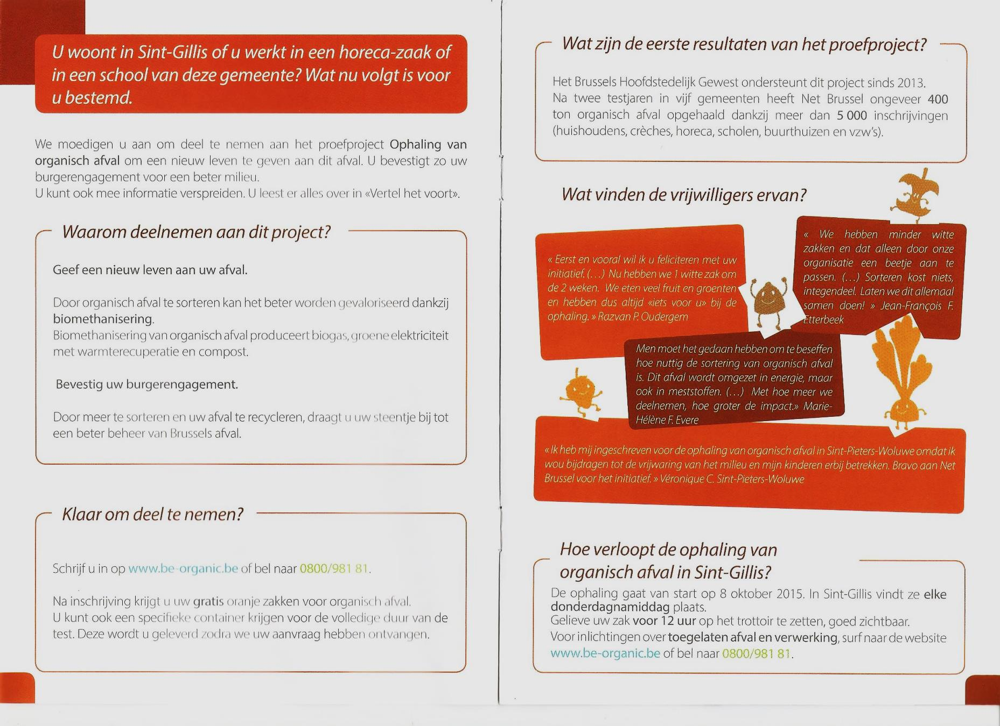 U woont in Sint-Gillis of u werkt in een horeca-zaak of
in een school van deze gemeente? Wat nu volgt is voor
u bestemd.
We moedigen u aan om deel te nemen aan het proefproject Ophaling van
organisch afval om een nieuw leven te geven aan dit afval. U bevestigt zo uw
burgerengagement voor een beter milieu.
U kunt ook mee informatie verspreiden. U leest er alles over in «Vertel het voort».
Waarom deelnemen aan dit project?
Geef een nieuw leven aan uw afval.
Door organisch afval te sorteren kan het beter worden gevaloriseerd dankzij
biomethanisering.
Biomethanisering van organisch afval produceert biogas, groene elektriciteit
met warmterecuperatie en compost.
Bevestig uw burgerengagement.
Door meer te sorteren en uw afval te recycleren, draagt u uw steentje bij tot
een beter beheer van Brussels afval.
Klaar om deel te nemen?
Schrijf u in op www.be-organic.be of bel naar 0800/981 81.
Na inschrijving krijgt u uw gratis oranje zakken voor organisch afval.
U kunt ook een specifieke container krijgen voor de volledige duur van de
test. Deze wordt u geleverd zodra we uw aanvraag hebben ontvangen.
Wat zijn de eerste resultaten van het proefproject?
Het Brussels Hoofdstedelijk Gewest ondersteunt dit project sinds 2013.
Na twee testjaren in vijf gemeenten heeft Net Brussel ongeveer 400
ton organisch afval opgehaald dankzij meer dan 5 000 inschrijvingen
(huishoudens, crèches, horeca, scholen, buurthuizen en vzw's).
Wat vinden de vrijwilligers ervan?
« Eerst en vooral wil ik u feliciteren met uw
initiatief. (…) Nu hebben we 1 witte zak om
de 2 weken. We eten veel fruit en groenten
en hebben dus altijd «iets voor u» bij de
ophaling. » Razvan P. Oudergem
« We hebben minder witte
zakken en dat alleen door onze
organisatie een beetje aan te
passen. (…) Sorteren kost niets,
integendeel. Laten we dit allemaal
samen doen! » Jean-François F.
Etterbeek
Men moet het gedaan hebben om te beseffen
hoe nuttig de sortering van organisch afval
is. Dit afval wordt omgezet in energie, maar
ook in meststoffen. (…) Met hoe meer we
deelnemen, hoe groter de impact.» Marie-
Hélène F. Evere
« Ik heb mij ingeschreven voor de ophaling van organisch afval in Sint-Pieters-Woluwe omdat ik
wou bijdragen tot de vrijwaring van het milieu en mijn kinderen erbij betrekken. Bravo aan Net
Brussel voor het initiatief. » Véronique C. Sint-Pieters-Woluwe
Hoe verloopt de ophaling van
organisch afval in Sint-Gillis?
De ophaling gaat van start op 8 oktober 2015. In Sint-Gillis vindt ze elke
donderdagnamiddag plaats.
Gelieve uw zak voor 12 uur op het trottoir te zetten, goed zichtbaar.
Voor inlichtingen over toegelaten afval en verwerking, surf naar de website
www.be-organic.be of bel naar 0800/981 81.